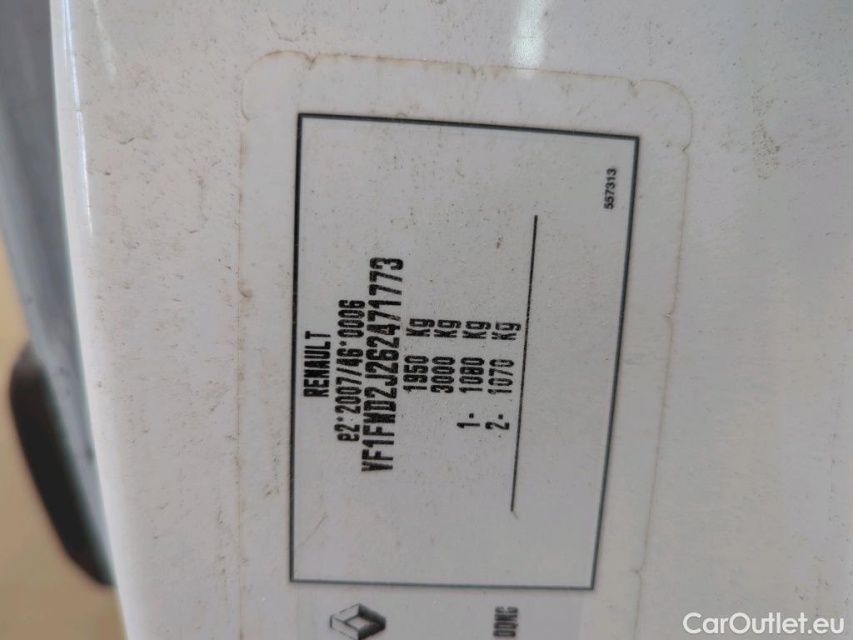 RENAULT
e2*2007/46*0006
VF1FWD2J262471773
1950 Kg
3000 Kg
1- 1080 Kg
2- 1070 Kg
557313
DMC
CarOutlet.eu